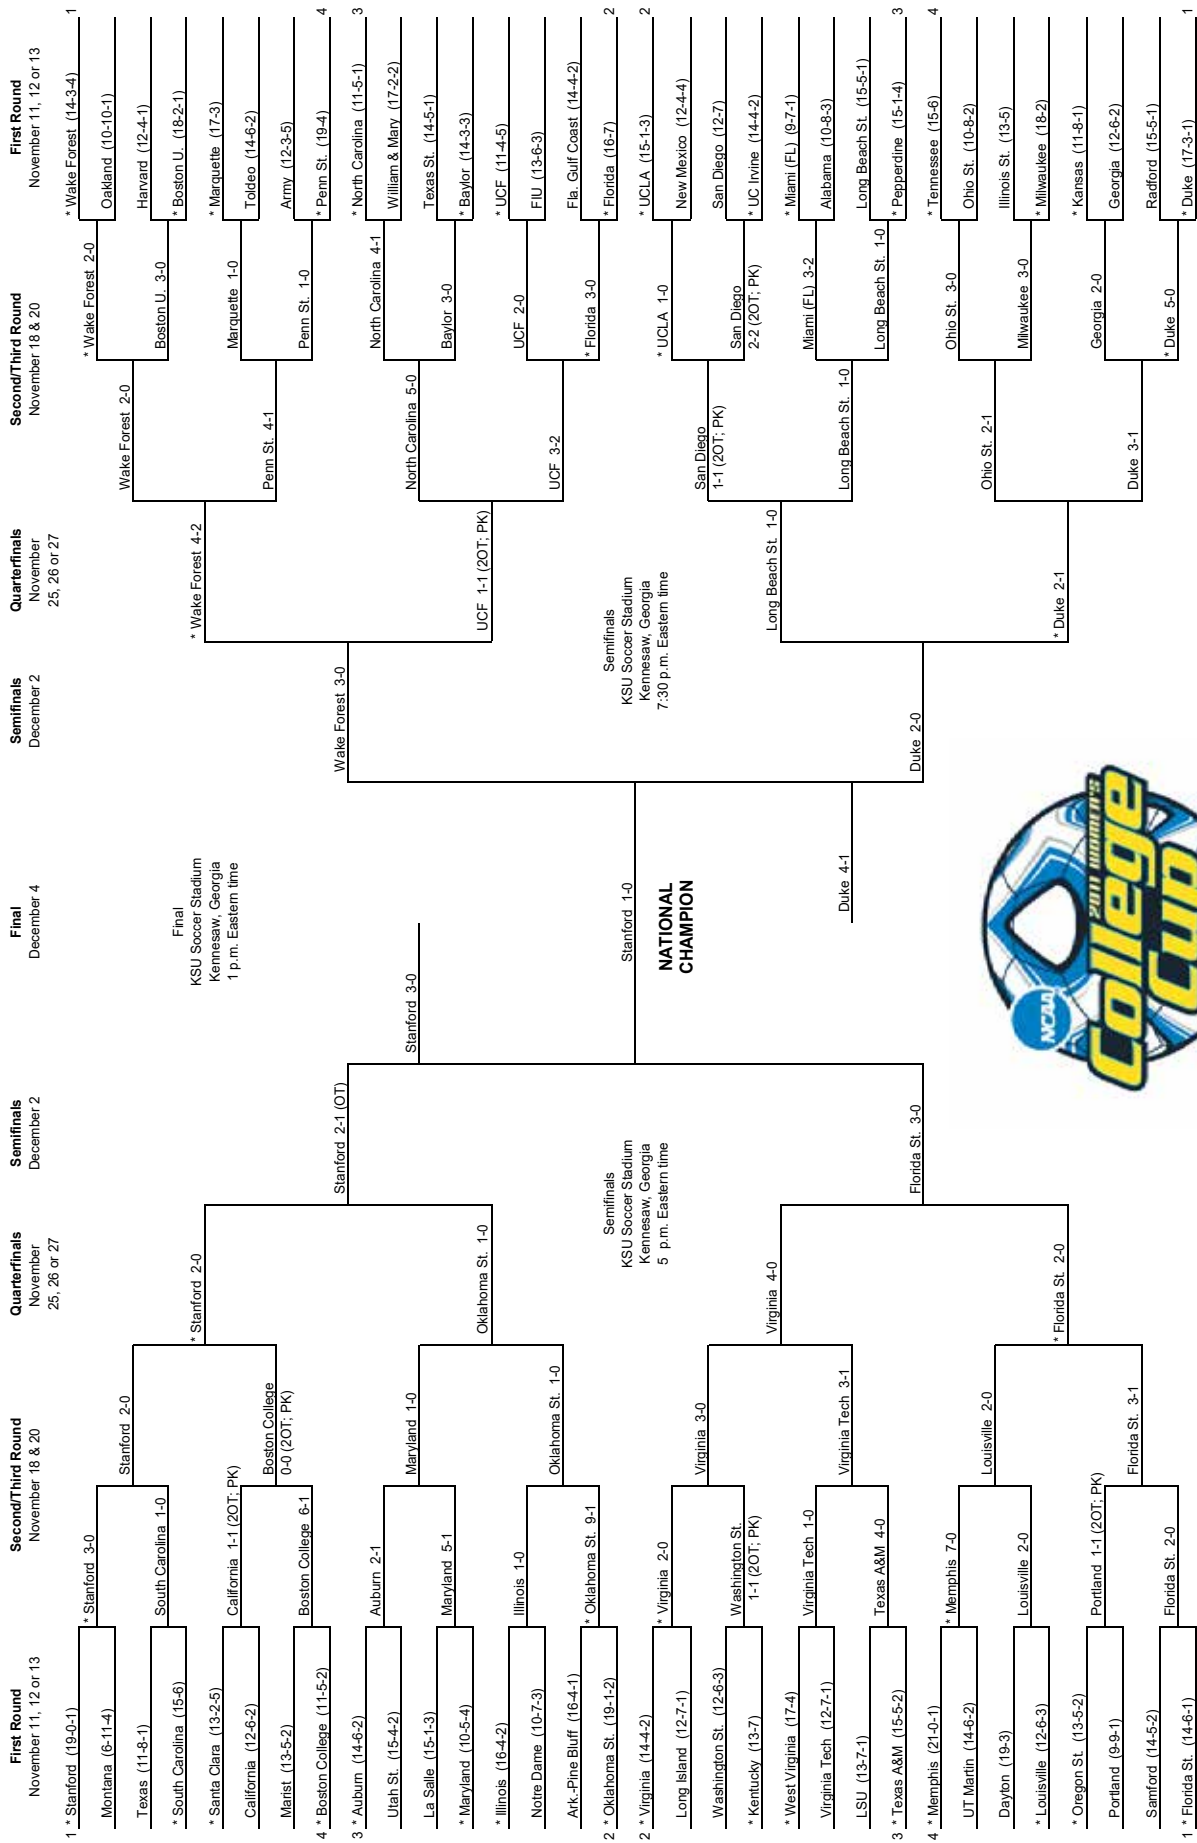 First Round
November 11, 12 or 13
Second/Third Round
November 18 & 20
Quarterfinals
November
25, 26 or 27
Semifinals
December 2
Final
December 4
Semifinals
December 2
Quarterfinals
November
25, 26 or 27
Second/Third Round
November 18 & 20
First Round
November 11, 12 or 13
1 * Stanford (19-0-1)
Montana (6-11-4)
Texas (11-8-1)
* South Carolina (15-6)
* Santa Clara (13-2-5)
California (12-6-2)
Marist (13-5-2)
4 * Boston College (11-5-2)
3 * Auburn (14-6-2)
Utah St. (15-4-2)
La Salle (15-1-3)
* Maryland (10-5-4)
* Illinois (16-4-2)
Notre Dame (10-7-3)
Ark.-Pine Bluff (16-4-1)
2 * Oklahoma St. (19-1-2)
2 * Virginia (14-4-2)
Long Island (12-7-1)
Washington St. (12-6-3)
* Kentucky (13-7)
* West Virginia (17-4)
Virginia Tech (12-7-1)
LSU (13-7-1)
3 * Texas A&M (15-5-2)
4 * Memphis (21-0-1)
UT Martin (14-6-2)
Dayton (19-3)
* Louisville (12-6-3)
* Oregon St. (13-5-2)
Portland (9-9-1)
Samford (14-5-2)
1 * Florida St. (14-6-1)
* Stanford 3-0
South Carolina 1-0
California 1-1 (2OT; PK)
Boston College 6-1
Auburn 2-1
Maryland 5-1
Illinois 1-0
* Oklahoma St. 9-1
* Virginia 2-0
Washington St.
1-1 (2OT; PK)
Virginia Tech 1-0
Texas A&M 4-0
* Memphis 7-0
Louisville 2-0
Portland 1-1 (2OT; PK)
Florida St. 2-0
Stanford 2-0
Boston College
0-0 (2OT; PK)
Maryland 1-0
Oklahoma St. 1-0
Virginia 3-0
Virginia Tech 3-1
Louisville 2-0
Florida St. 3-1
* Stanford 2-0
Oklahoma St. 1-0
Virginia 4-0
* Florida St. 2-0
Stanford 2-1 (OT)
Semifinals
KSU Soccer Stadium
Kennesaw, Georgia
5 p.m. Eastern time
Florida St. 3-0
Stanford 3-0
Final
KSU Soccer Stadium
Kennesaw, Georgia
1 p.m. Eastern time
Stanford 1-0
NATIONAL
CHAMPION
Duke 4-1
NCAA
2011 WOMEN'S
College
Cup
Wake Forest 3-0
Duke 2-0
Semifinals
KSU Soccer Stadium
Kennesaw, Georgia
7:30 p.m. Eastern time
* Wake Forest 4-2
UCF 1-1 (2OT; PK)
Long Beach St. 1-0
* Duke 2-1
Wake Forest 2-0
Penn St. 4-1
North Carolina 5-0
UCF 3-2
San Diego
1-1 (2OT; PK)
Long Beach St. 1-0
Ohio St. 2-1
Duke 3-1
* Wake Forest 2-0
Boston U. 3-0
Marquette 1-0
Penn St. 1-0
North Carolina 4-1
Baylor 3-0
UCF 2-0
* Florida 3-0
* UCLA 1-0
San Diego
2-2 (2OT; PK)
Miami (FL) 3-2
Long Beach St. 1-0
Ohio St. 3-0
Milwaukee 3-0
Georgia 2-0
* Duke 5-0
* Wake Forest (14-3-4) 1
Oakland (10-10-1)
Harvard (12-4-1)
* Boston U. (18-2-1)
* Marquette (17-3)
Toldeo (14-6-2)
Army (12-3-5)
* Penn St. (19-4) 4
* North Carolina (11-5-1) 3
William & Mary (17-2-2)
Texas St. (14-5-1)
* Baylor (14-3-3)
* UCF (11-4-5)
FIU (13-6-3)
Fla. Gulf Coast (14-4-2)
* Florida (16-7) 2
* UCLA (15-1-3) 2
New Mexico (12-4-4)
San Diego (12-7)
* UC Irvine (14-4-2)
* Miami (FL) (9-7-1)
Alabama (10-8-3)
Long Beach St. (15-5-1)
* Pepperdine (15-1-4) 3
* Tennessee (15-6) 4
Ohio St. (10-8-2)
Illinois St. (13-5)
* Milwaukee (18-2)
* Kansas (11-8-1)
Georgia (12-6-2)
Radford (15-5-1)
* Duke (17-3-1) 1